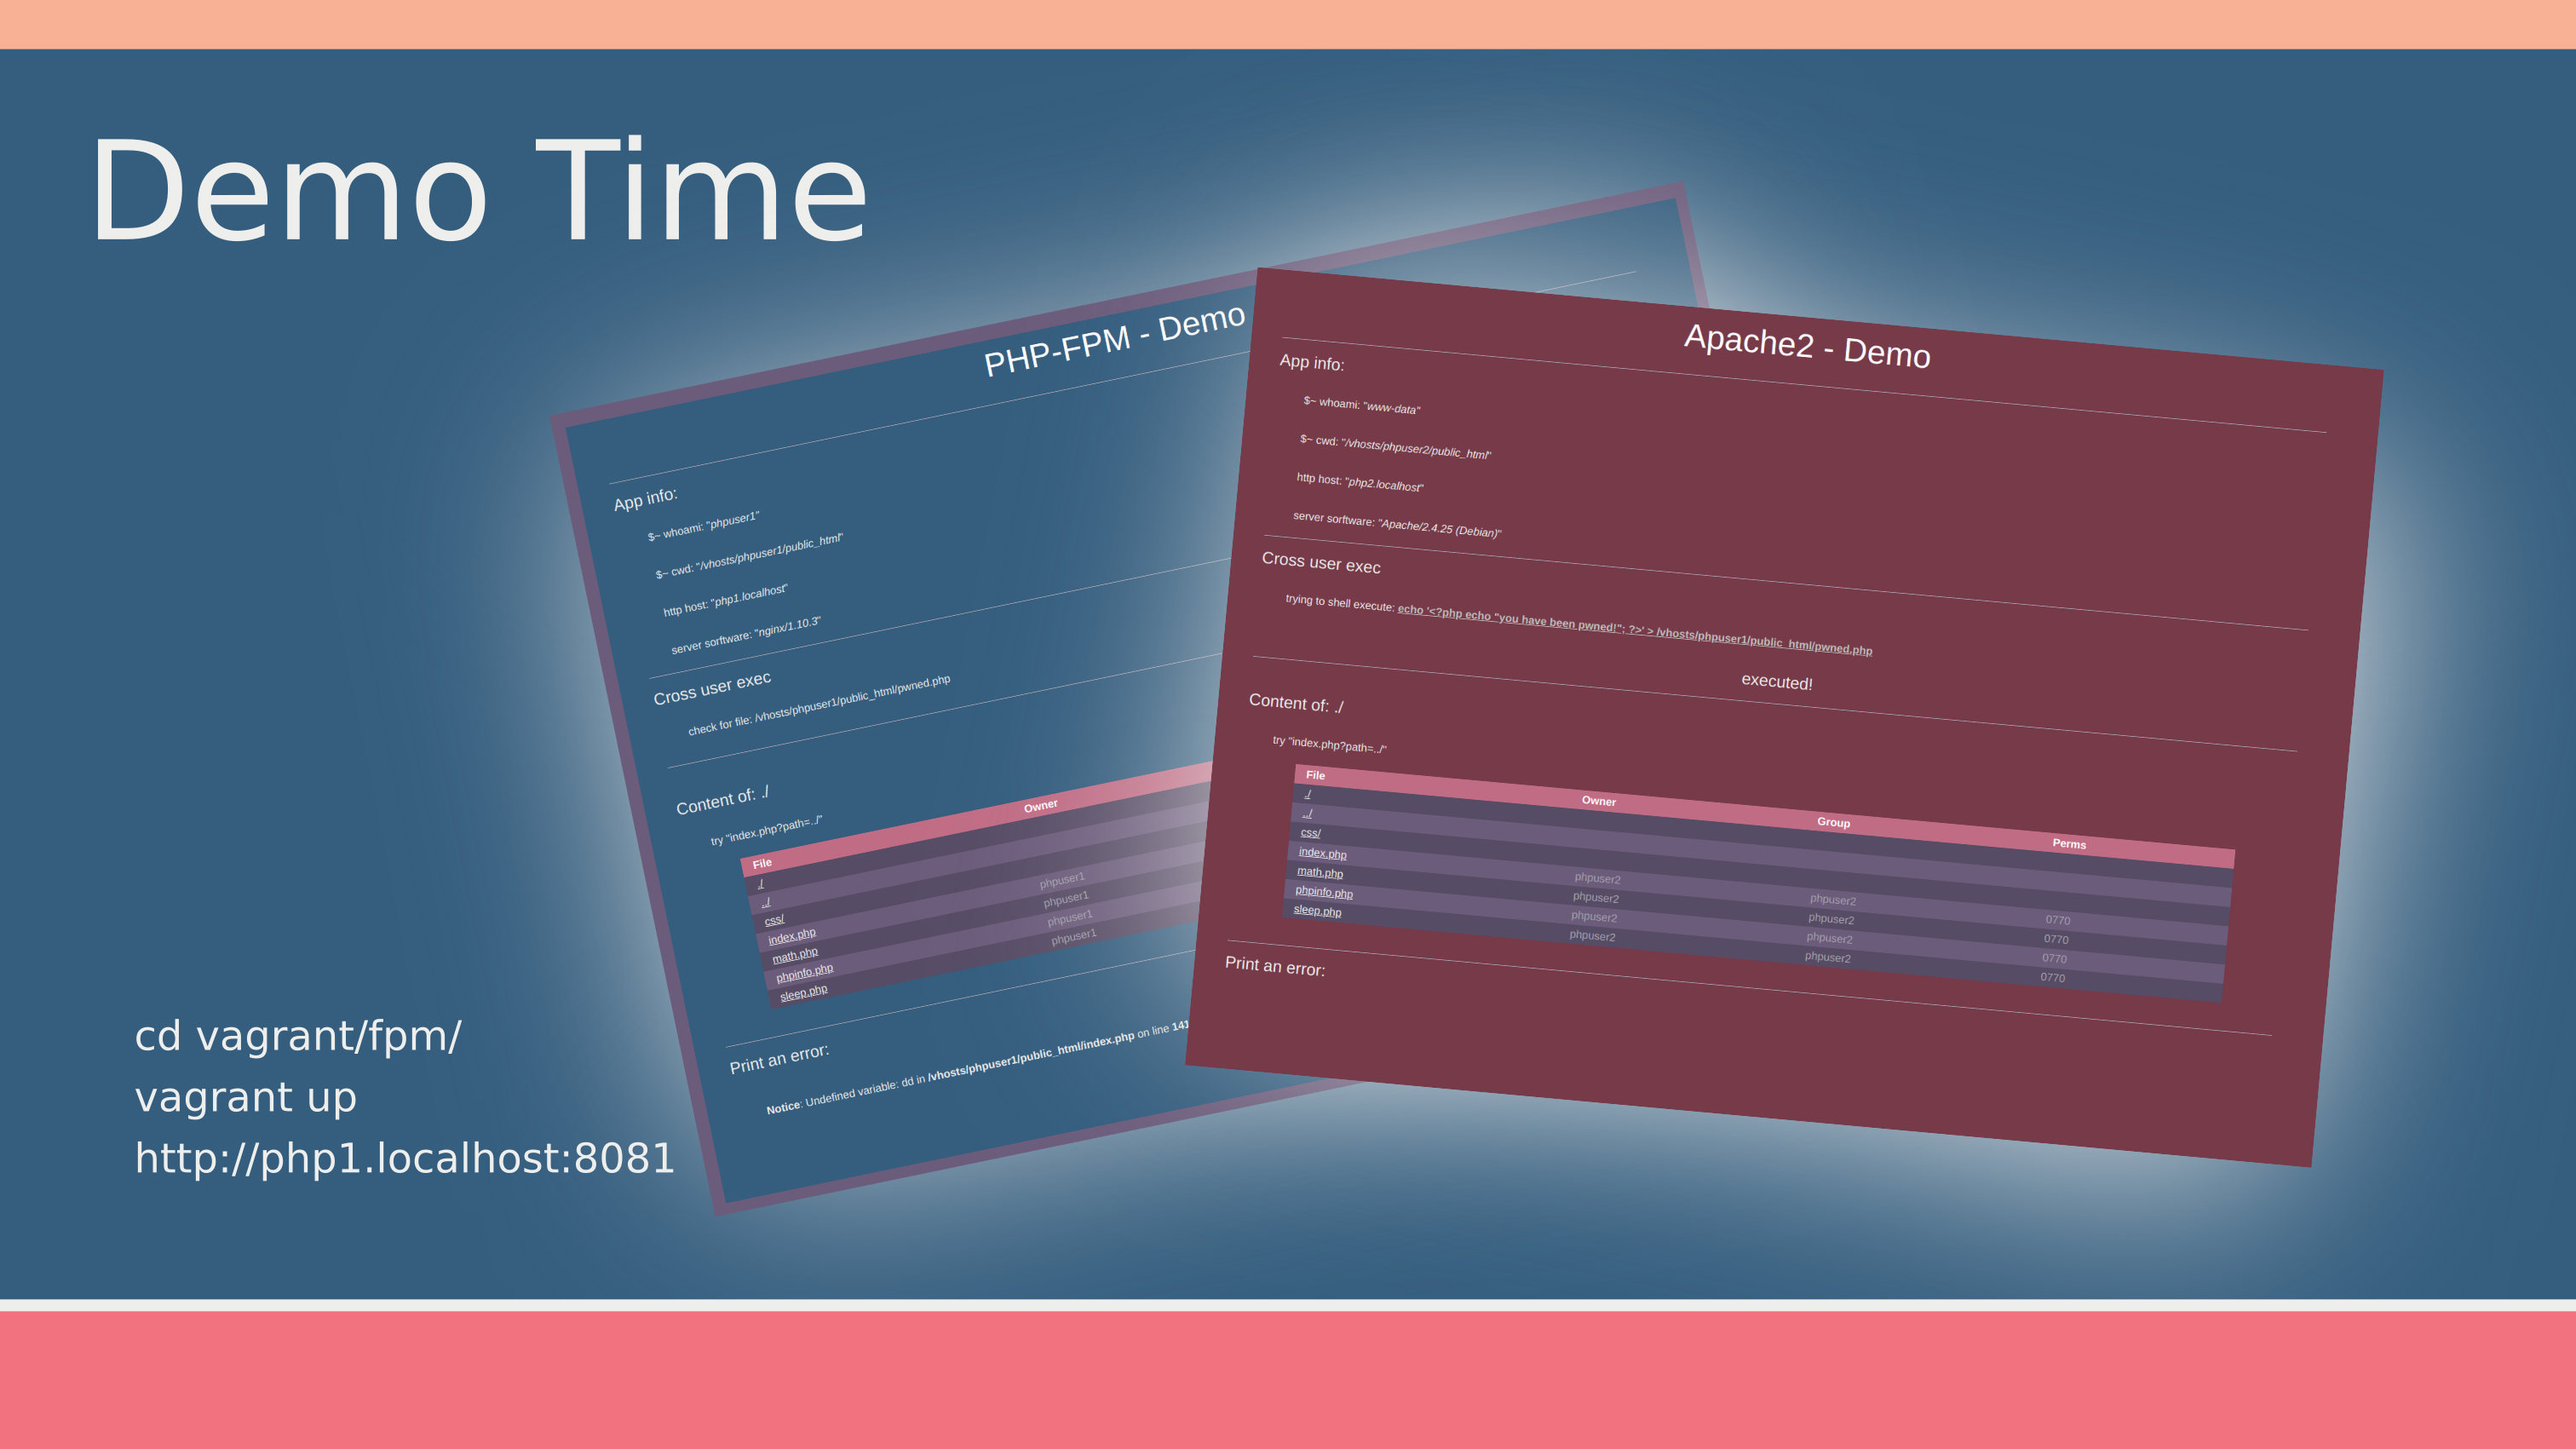 Demo Time
PHP-FPM - Demo
App info:
$~ whoami: "phpuser1"
$~ cwd: "/vhosts/phpuser1/public_html"
http host: "php1.localhost"
server sorftware: "nginx/1.10.3"
Cross user exec
check for file: /vhosts/phpuser1/public_html/pwned.php
Content of: ./
try "index.php?path=../"
File Owner
./
../
css/
index.php phpuser1
math.php phpuser1
phpinfo.php phpuser1
sleep.php phpuser1
Print an error:
Notice: Undefined variable: dd in /vhosts/phpuser1/public_html/index.php on line 141
Apache2 - Demo
App info:
$~ whoami: "www-data"
$~ cwd: "/vhosts/phpuser2/public_html"
http host: "php2.localhost"
server sorftware: "Apache/2.4.25 (Debian)"
Cross user exec
trying to shell execute: echo '<?php echo "you have been pwned!"; ?>' > /vhosts/phpuser1/public_html/pwned.php
executed!
Content of: ./
try "index.php?path=../"
File Owner Group Perms
./
../
css/
index.php phpuser2 phpuser2 0770
math.php phpuser2 phpuser2 0770
phpinfo.php phpuser2 phpuser2 0770
sleep.php phpuser2 phpuser2 0770
Print an error:
cd vagrant/fpm/
vagrant up
http://php1.localhost:8081